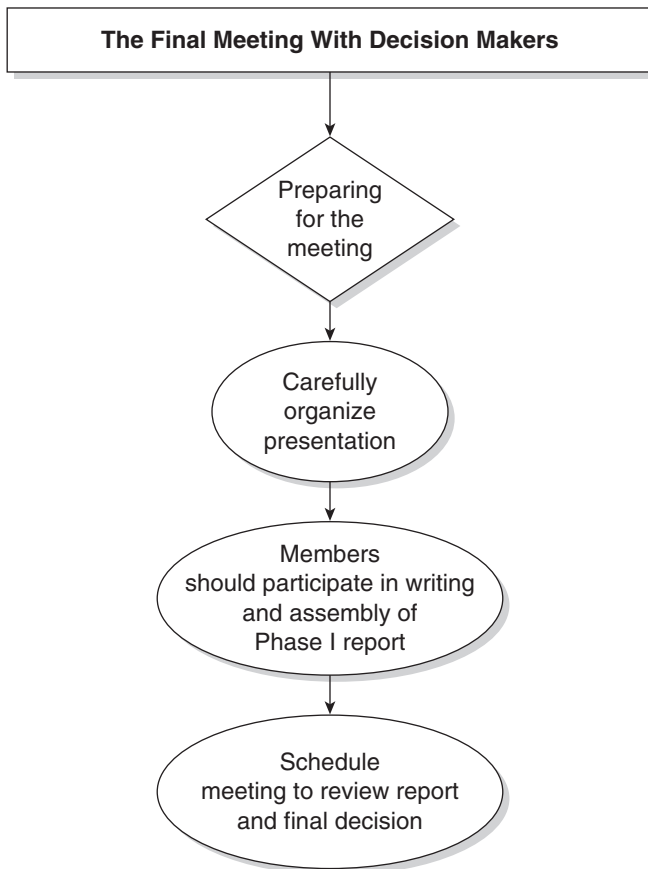 The Final Meeting With Decision Makers
Preparing
for the
meeting
Carefully
organize
presentation
Members
should participate in writing
and assembly of
Phase I report
Schedule
meeting to review report
and final decision